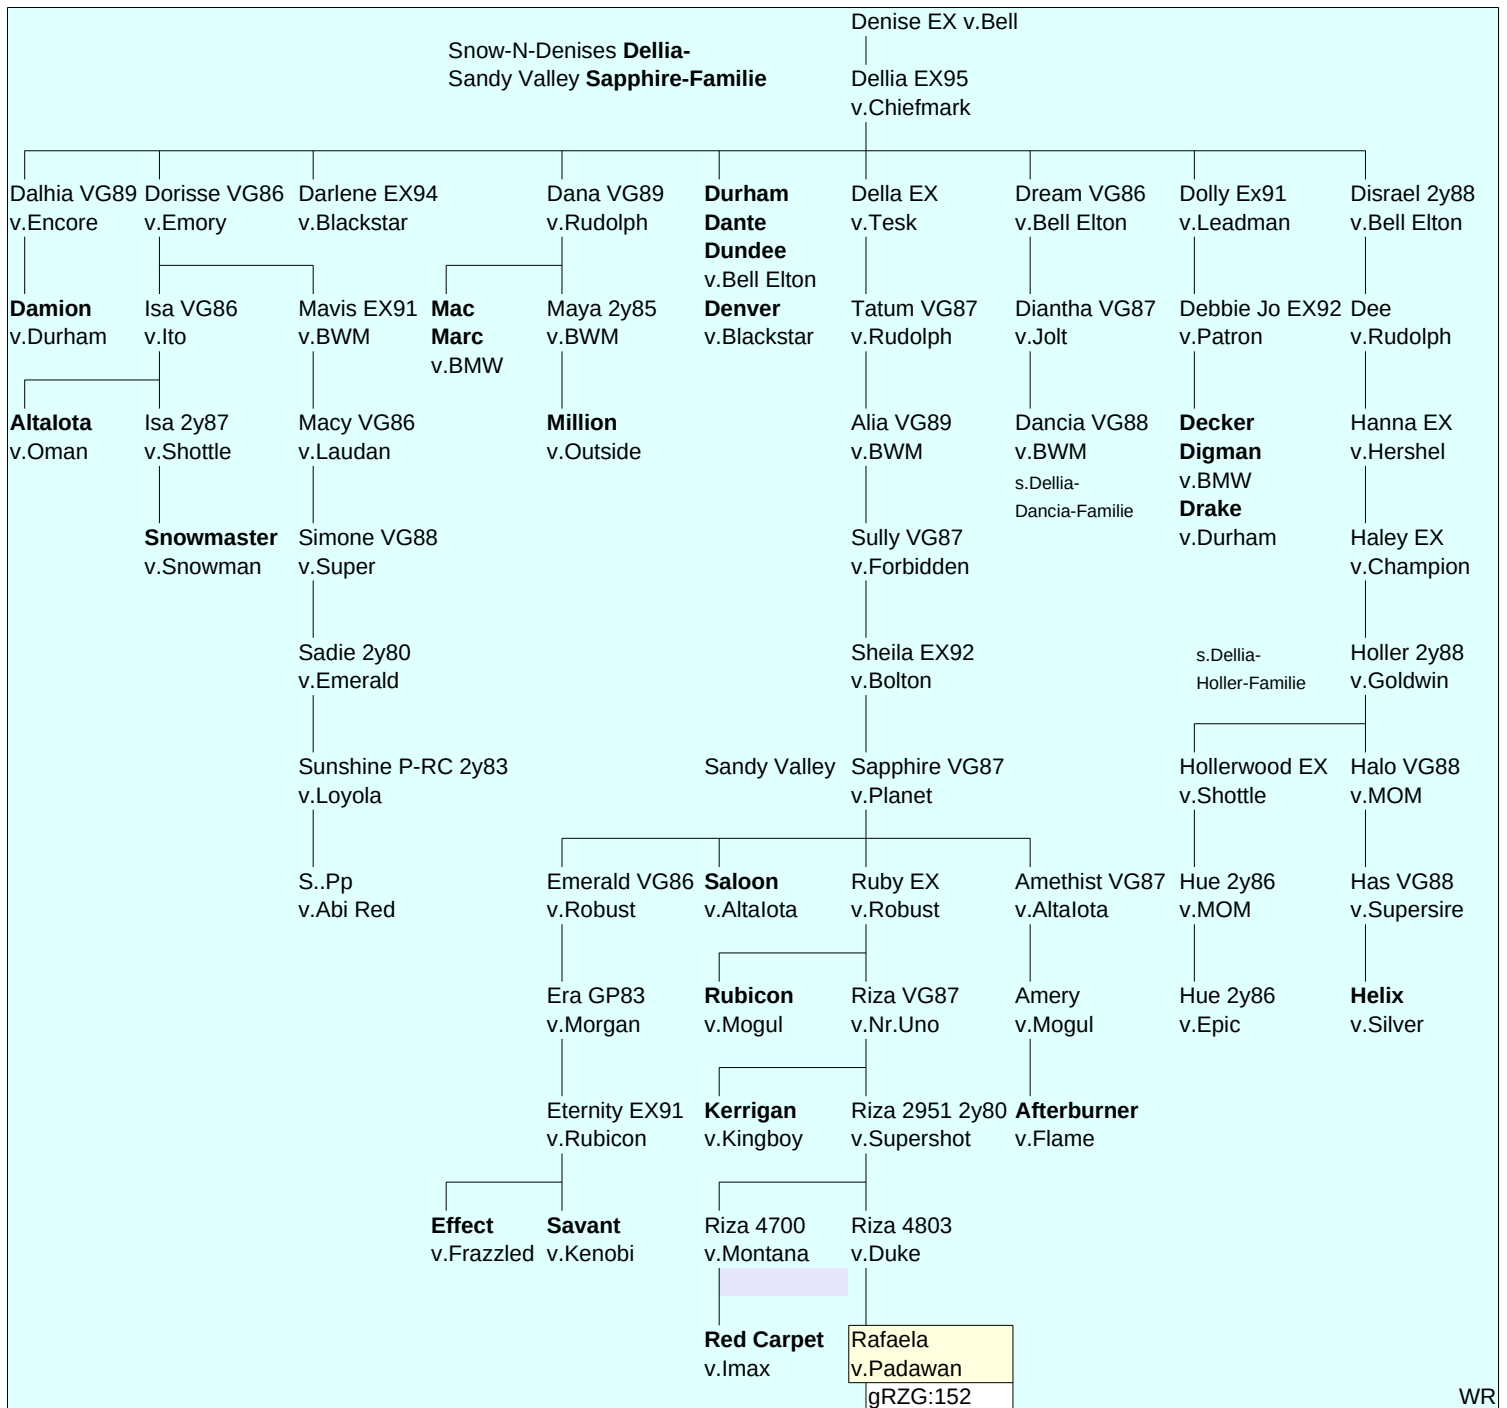 Denise EX v.Bell
Snow-N-Denises Dellia-
Sandy Valley Sapphire-Familie
Dellia EX95
v.Chiefmark
Dalhia VG89 Dorisse VG86 Darlene EX94 Dana VG89 Durham Della EX Dream VG86 Dolly Ex91 Disrael 2y88
v.Encore v.Emory v.Blackstar v.Rudolph Dante v.Tesk v.Bell Elton v.Leadman v.Bell Elton
Dundee
v.Bell Elton
Damion Isa VG86 Mavis EX91 Mac Maya 2y85 Denver Tatum VG87 Diantha VG87 Debbie Jo EX92 Dee
v.Durham v.Ito v.BWM Marc v.BWM v.Blackstar v.Rudolph v.Jolt v.Patron v.Rudolph
v.BMW
AltaIota Isa 2y87 Macy VG86 Million Alia VG89 Dancia VG88 Decker Hanna EX
v.Oman v.Shottle v.Laudan v.Outside v.BWM v.BWM Digman v.Hershel
s.Dellia- v.BMW
Dancia-Familie Drake
Snowmaster Simone VG88 Sully VG87 v.Durham Haley EX
v.Snowman v.Super v.Forbidden v.Champion
Sadie 2y80 Sheila EX92 s.Dellia- Holler 2y88
v.Emerald v.Bolton Holler-Familie v.Goldwin
Sunshine P-RC 2y83 Sandy Valley Sapphire VG87 Hollerwood EX Halo VG88
v.Loyola v.Planet v.Shottle v.MOM
S..Pp Emerald VG86 Saloon Ruby EX Amethist VG87 Hue 2y86 Has VG88
v.Abi Red v.Robust v.AltaIota v.Robust v.AltaIota v.MOM v.Supersire
Era GP83 Rubicon Riza VG87 Amery Hue 2y86 Helix
v.Morgan v.Mogul v.Nr.Uno v.Mogul v.Epic v.Silver
Eternity EX91 Kerrigan Riza 2951 2y80 Afterburner
v.Rubicon v.Kingboy v.Supershot v.Flame
Effect Savant Riza 4700 Riza 4803
v.Frazzled v.Kenobi v.Montana v.Duke
Red Carpet Rafaela
v.Imax v.Padawan
gRZG:152 WR